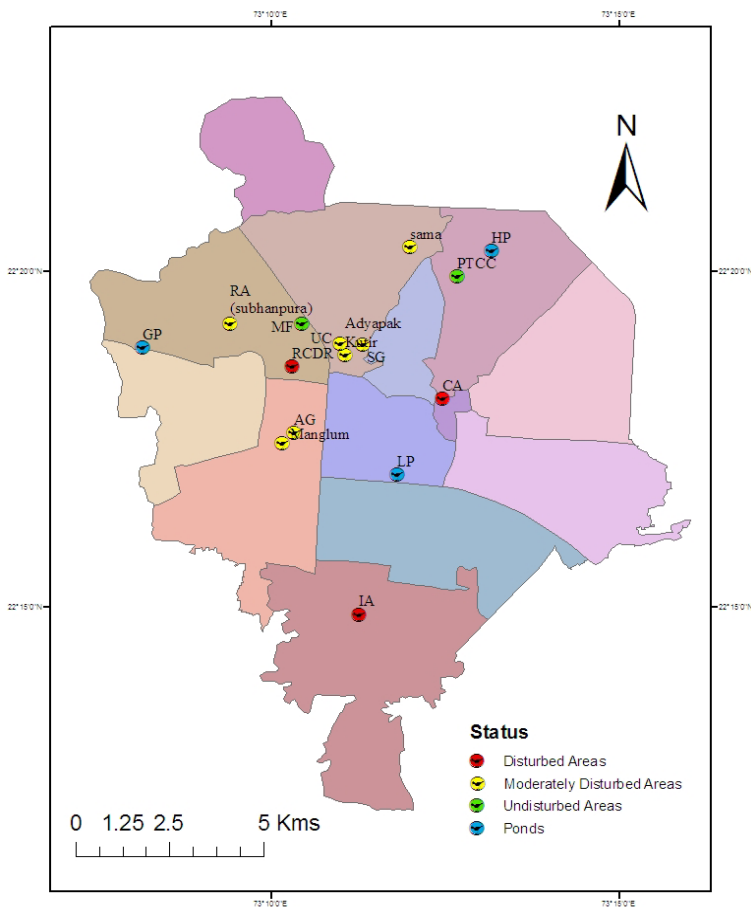 73°10'0"E 73°15'0"E
N
sama
HP
22°20'0"N 22°20'0"N
PTCC
RA
(subhanpura)
MF
Adyapak
UC
Kutir
GP
RCDR
SG
CA
AG
Manglum
LP
22°15'0"N 22°15'0"N
IA
Status
Disturbed Areas
Moderately Disturbed Areas
Undisturbed Areas
Ponds
0 1.25 2.5 5 Kms
73°10'0"E 73°15'0"E